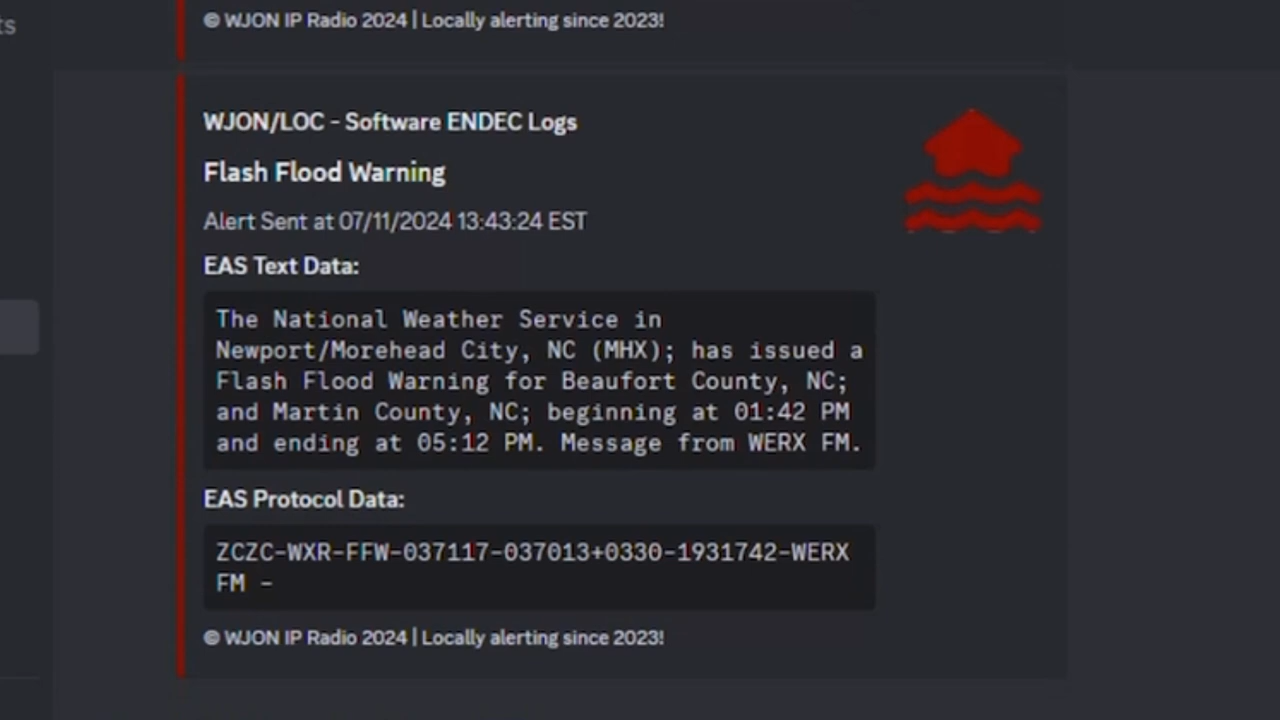 ts
© WJON IP Radio 2024 | Locally alerting since 2023!
WJON/LOC - Software ENDEC Logs
Flash Flood Warning
Alert Sent at 07/11/2024 13:43:24 EST
EAS Text Data:
The National Weather Service in
Newport/Morehead City, NC (MHX); has issued a
Flash Flood Warning for Beaufort County, NC;
and Martin County, NC; beginning at 01:42 PM
and ending at 05:12 PM. Message from WERX FM.
EAS Protocol Data:
ZCZC-WXR-FFW-037117-037013+0330-1931742-WERX
FM -
© WJON IP Radio 2024 | Locally alerting since 2023!